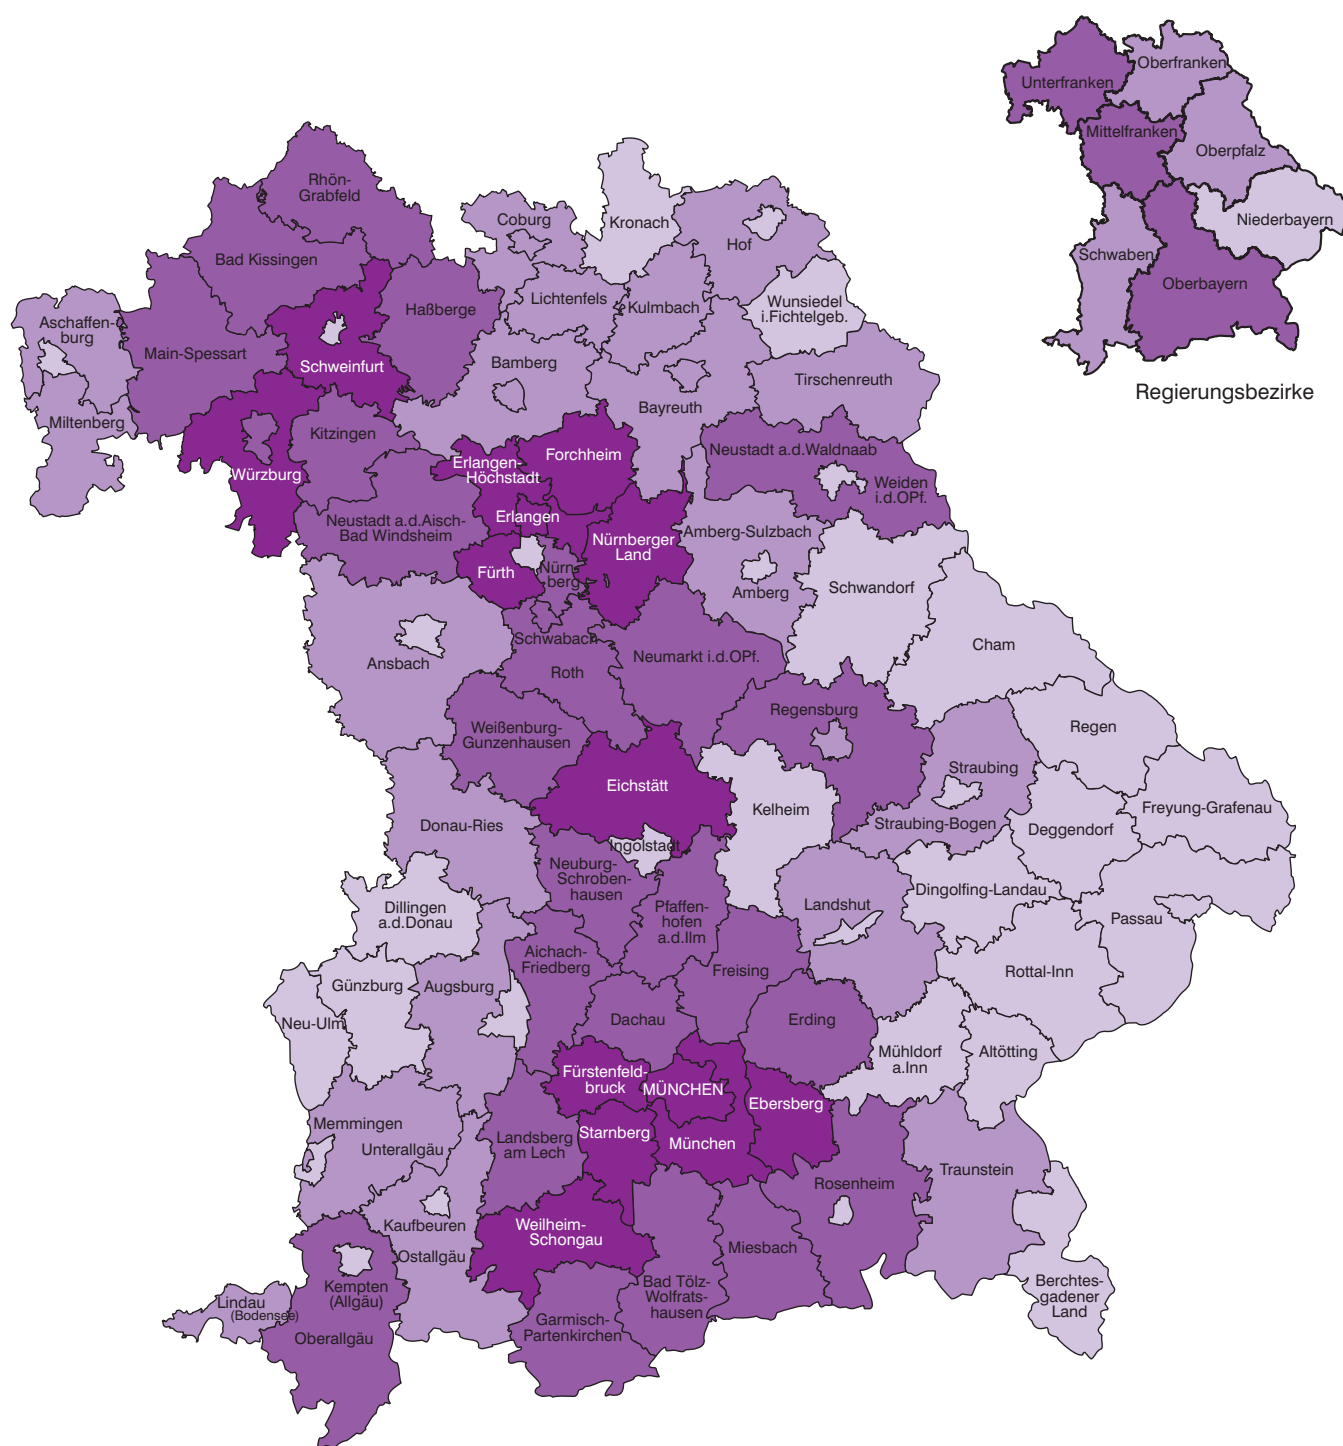 Oberfranken
Unterfranken
Mittelfranken
Oberpfalz
Niederbayern
Schwaben
Oberbayern
Regierungsbezirke
Rhön-
Grabfeld
Coburg
Kronach
Hof
Bad Kissingen
Lichtenfels
Kulmbach
Wunsiedel
i.Fichtelgeb.
Haßberge
Aschaffen-
burg
Main-Spessart
Schweinfurt
Bamberg
Tirschenreuth
Bayreuth
Miltenberg
Kitzingen
Neustadt a.d.Waldnaab
Weiden
i.d.OPf.
Forchheim
Erlangen-
Höchstadt
Würzburg
Erlangen
Neustadt a.d.Aisch-
Bad Windsheim
Nürnberger
Land
Amberg-Sulzbach
Amberg
Fürth
Nürn-
berg
Schwandorf
Schwabach
Roth
Neumarkt i.d.OPf.
Cham
Ansbach
Regensburg
Regen
Weißenburg-
Gunzenhausen
Straubing
Eichstätt
Kelheim
Freyung-Grafenau
Donau-Ries
Straubing-Bogen
Deggendorf
Ingolstadt
Neuburg-
Schroben-
hausen
Dingolfing-Landau
Dillingen
a.d.Donau
Pfaffen-
hofen
a.d.Ilm
Landshut
Passau
Aichach-
Friedberg
Freising
Rottal-Inn
Günzburg
Augsburg
Neu-Ulm
Dachau
Erding
Mühldorf
a.Inn
Altötting
Fürstenfeld-
bruck
MÜNCHEN
Ebersberg
Memmingen
Unterallgäu
Landsberg
am Lech
Starnberg
München
Traunstein
Rosenheim
Kaufbeuren
Ostallgäu
Weilheim-
Schongau
Miesbach
Bad Tölz-
Wolfrats-
hausen
Berchtes-
gadener
Land
Kempten
(Allgäu)
Lindau
(Bodensee)
Oberallgäu
Garmisch-
Partenkirchen